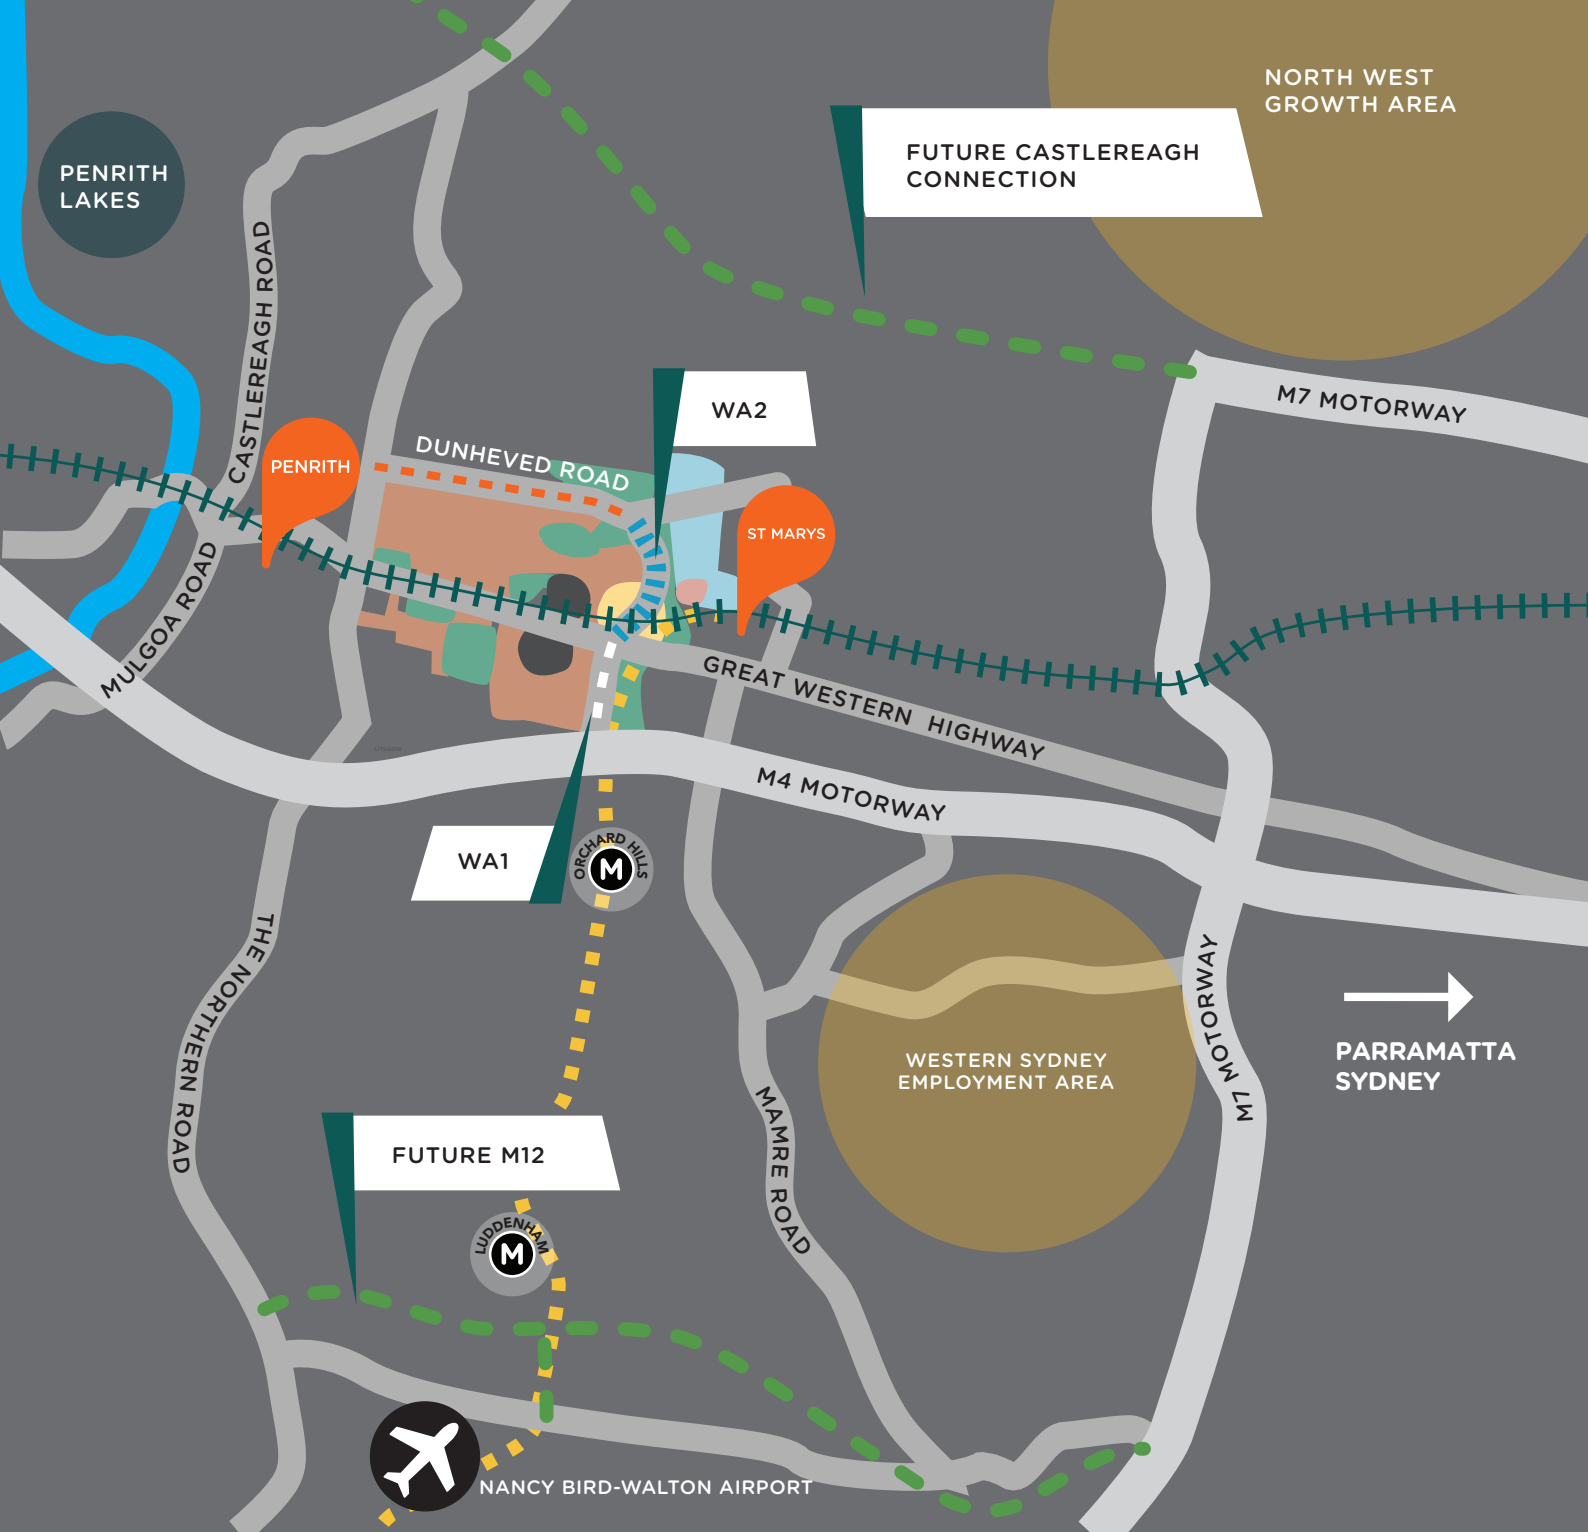 NORTH WEST
GROWTH AREA
FUTURE CASTLEREAGH
CONNECTION
PENRITH
LAKES
CASTLEREAGH ROAD
M7 MOTORWAY
WA2
DUNHEVED ROAD
PENRITH
ST MARYS
MULGOA ROAD
GREAT WESTERN HIGHWAY
M4 MOTORWAY
WA1
ORCHARD HILLS
M
THE NORTHERN ROAD
M7 MOTORWAY
PARRAMATTA
SYDNEY
WESTERN SYDNEY
EMPLOYMENT AREA
MAMRE ROAD
FUTURE M12
LUDDENHAM
M
NANCY BIRD-WALTON AIRPORT